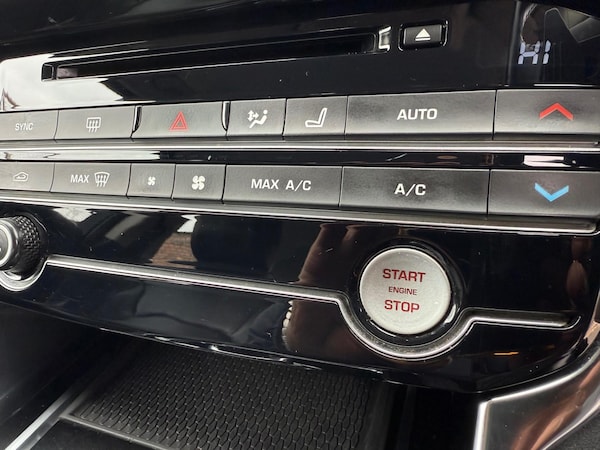 HI
SYNC
AUTO
MAX
MAX A/C
A/C
START
ENGINE
STOP